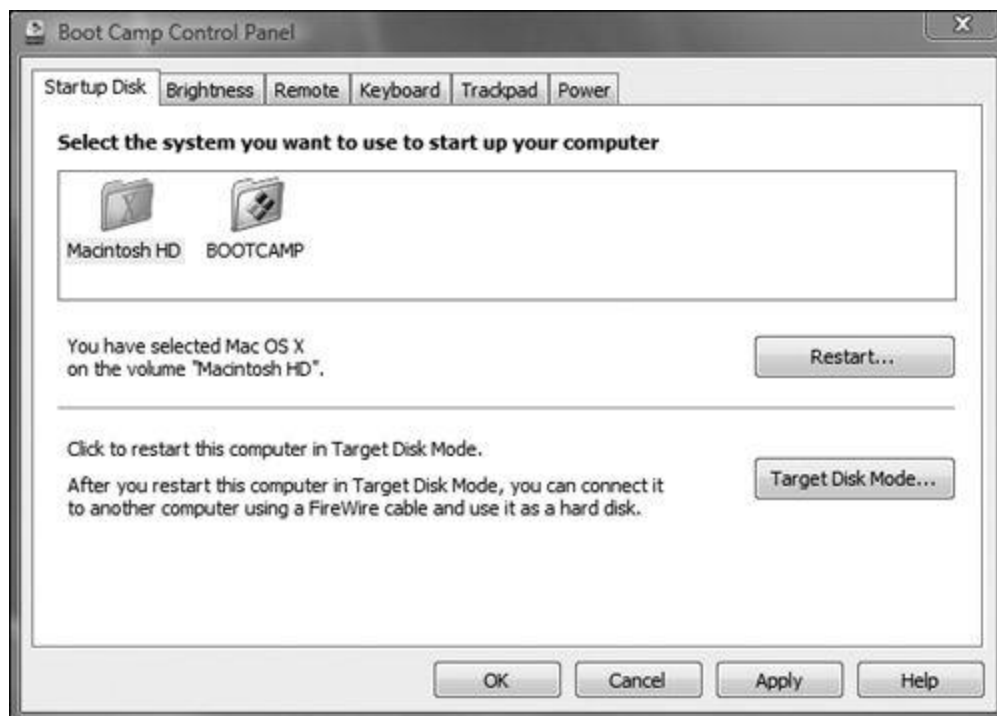 Boot Camp Control Panel
Startup Disk Brightness Remote Keyboard Trackpad Power
Select the system you want to use to start up your computer
Macintosh HD BOOTCAMP
You have selected Mac OS X
on the volume "Macintosh HD".
Restart...
Click to restart this computer in Target Disk Mode.
After you restart this computer in Target Disk Mode, you can connect it
to another computer using a FireWire cable and use it as a hard disk.
Target Disk Mode...
OK Cancel Apply Help